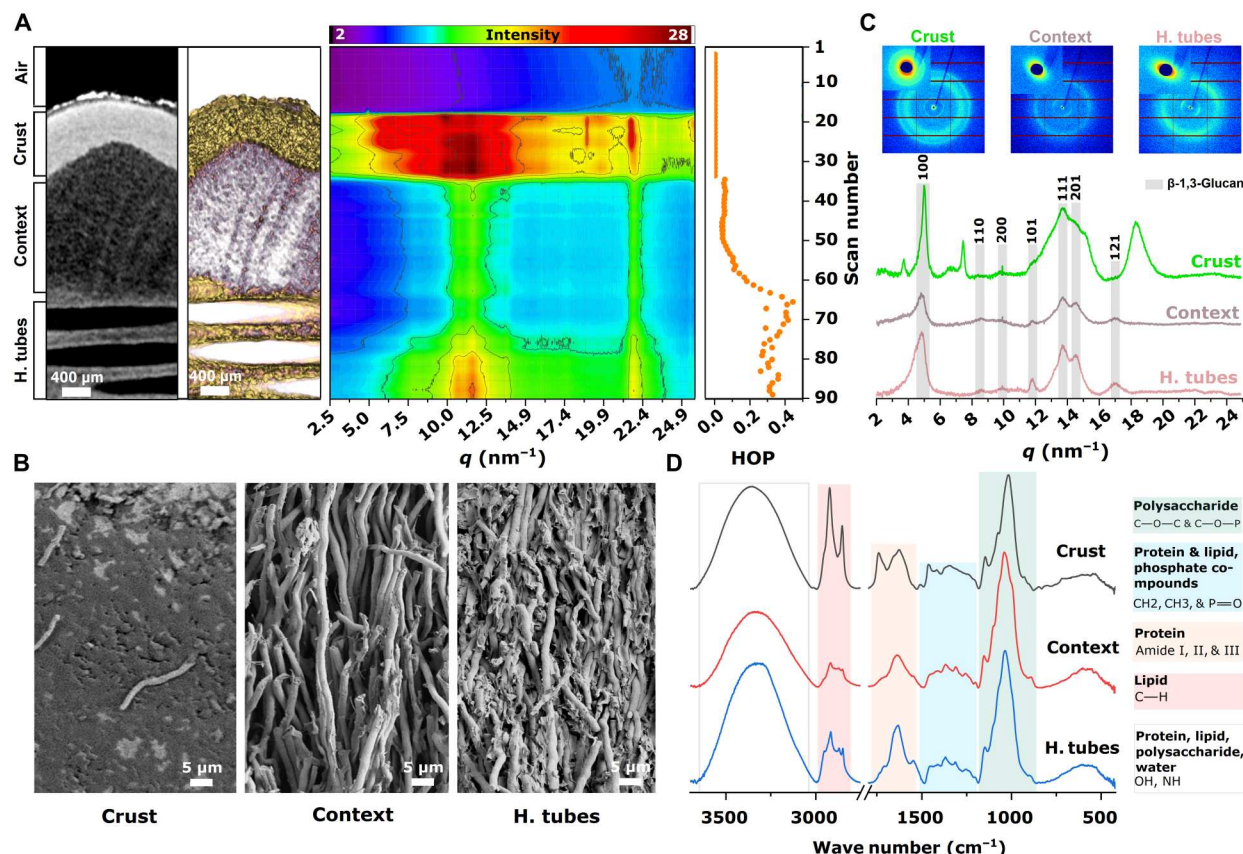 A
Air
Crust
Context
H. tubes
400 μm
400 μm
2 Intensity 28
2.5 5.0 7.5 10.0 12.5 14.9 17.4 19.9 22.4 24.9
q (nm⁻¹)
1
10
20
30
40
50
60
70
80
90
Scan number
0.0 0.2 0.4
HOP
C
Crust Context H. tubes
β-1,3-Glucan
100
110
200
101
111
201
121
Crust
Context
H. tubes
2 4 6 8 10 12 14 16 18 20 22 24
q (nm⁻¹)
B
5 μm
5 μm
5 μm
Crust Context H. tubes
D
Crust
Context
H. tubes
3500 3000 1500 1000 500
Wave number (cm⁻¹)
Polysaccharide
C—O—C & C—O—P
Protein & lipid,
phosphate co-
mpounds
CH2, CH3, & P═O
Protein
Amide I, II, & III
Lipid
C—H
Protein, lipid,
polysaccharide,
water
OH, NH